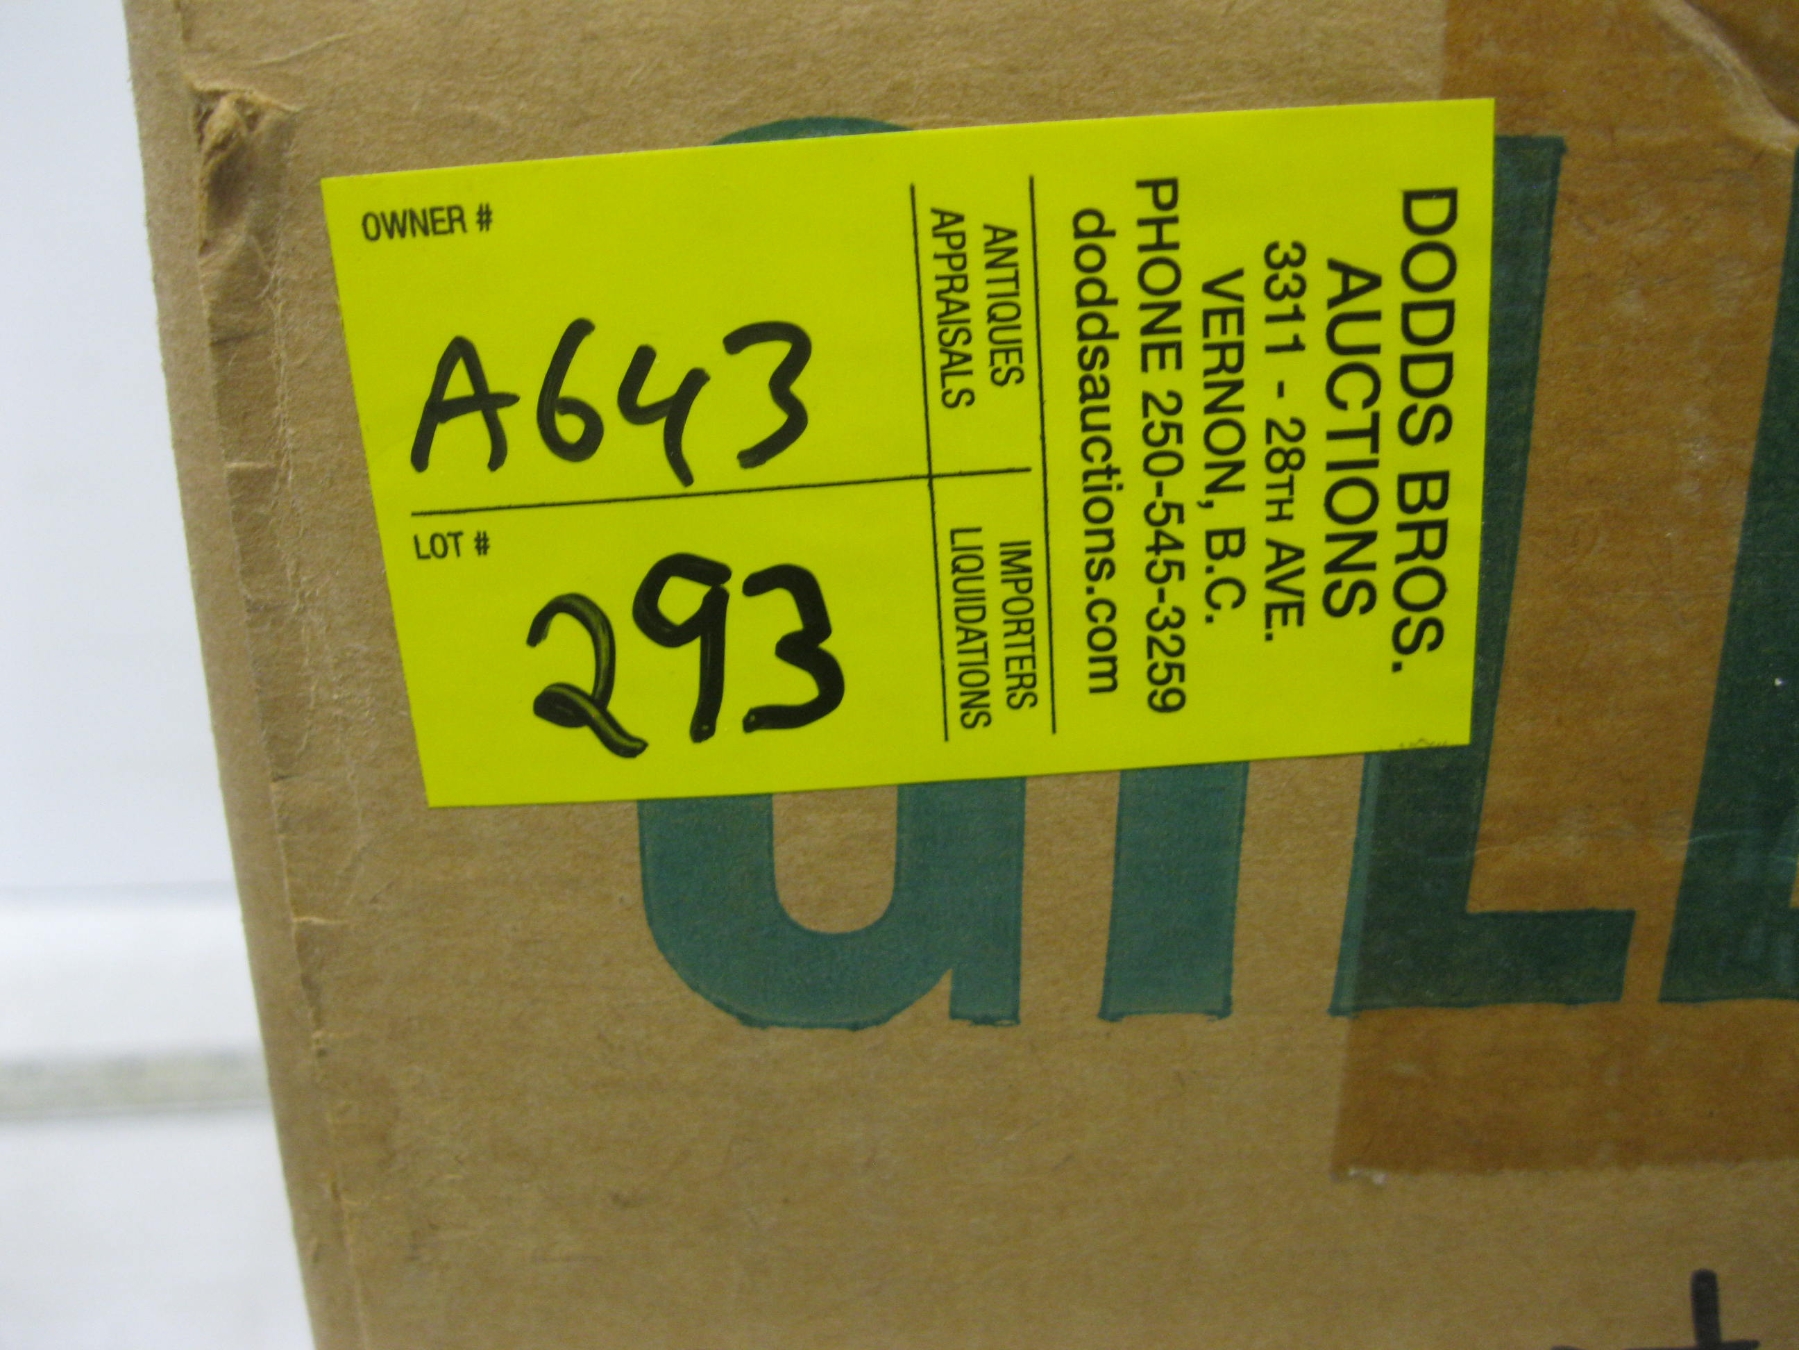 OWNER #
A643
LOT #
293
ANTIQUES
APPRAISALS
IMPORTERS
LIQUIDATIONS
DODDS BROS.
AUCTIONS
3311 - 28TH AVE.
VERNON, B.C.
PHONE 250-545-3259
doddsauctions.com